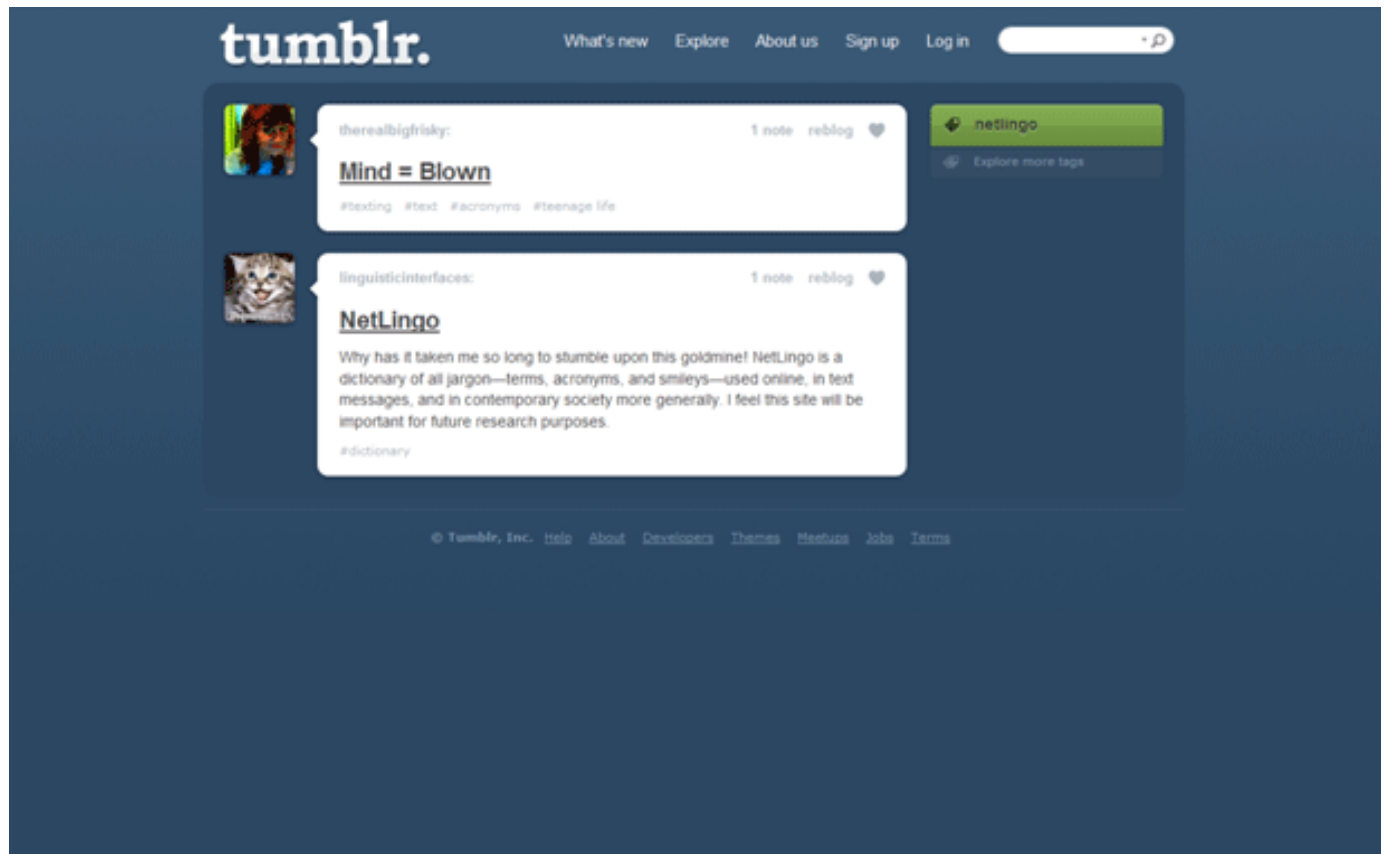 tumblr.
What's new Explore About us Sign up Log in
therealbigfrisky: 1 note reblog
Mind = Blown
#texting #text #acronyms #teenage life
netlingo
Explore more tags
linguisticinterfaces: 1 note reblog
NetLingo
Why has it taken me so long to stumble upon this goldmine! NetLingo is a
dictionary of all jargon—terms, acronyms, and smileys—used online, in text
messages, and in contemporary society more generally. I feel this site will be
important for future research purposes.
#dictionary
© Tumblr, Inc. Help About Developers Themes Meetups Jobs Terms